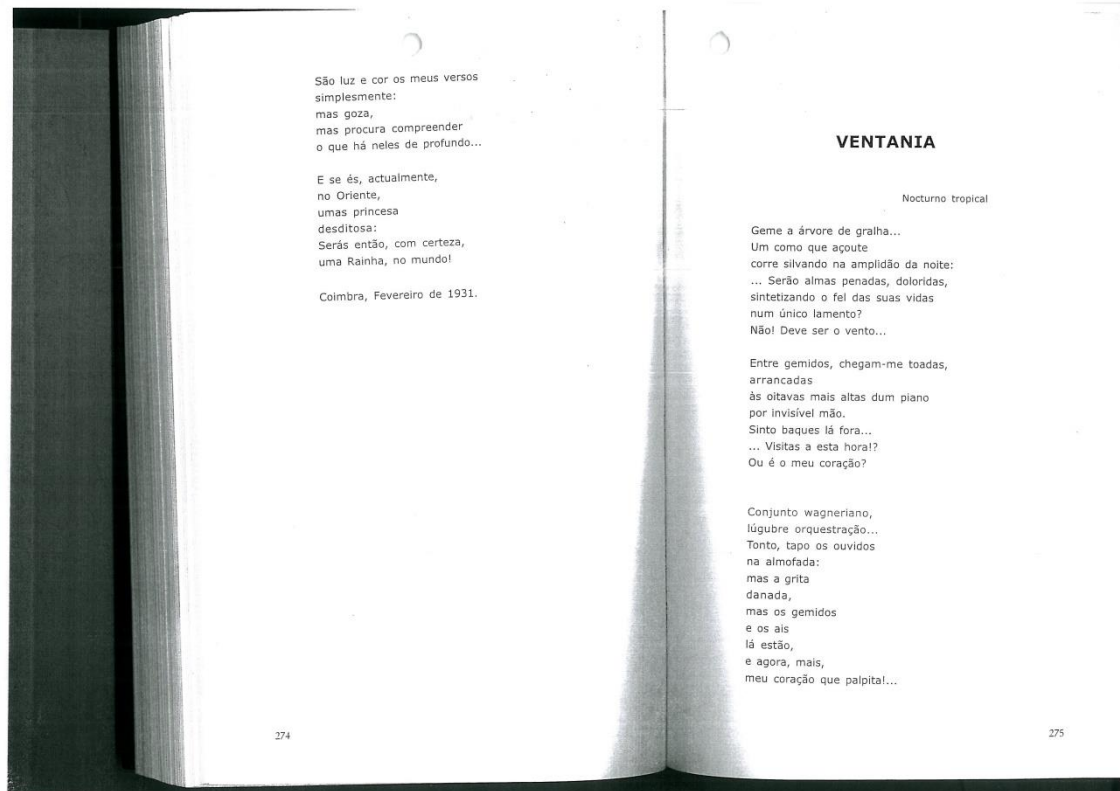 São luz e cor os meus versos
simplesmente:
mas goza,
mas procura compreender
o que há neles de profundo...
E se és, actualmente,
no Oriente,
umas princesa
desditosa:
Serás então, com certeza,
uma Rainha, no mundo!
Coimbra, Fevereiro de 1931.
274
VENTANIA
Nocturno tropical
Geme a árvore de gralha...
Um como que açoute
corre silvando na amplidão da noite:
... Serão almas penadas, doloridas,
sintetizando o fel das suas vidas
num único lamento?
Não! Deve ser o vento...
Entre gemidos, chegam-me toadas,
arrancadas
às oitavas mais altas dum piano
por invisível mão.
Sinto baques lá fora...
... Visitas a esta hora!?
Ou é o meu coração?
Conjunto wagneriano,
lúgubre orquestração...
Tonto, tapo os ouvidos
na almofada:
mas a grita
danada,
mas os gemidos
e os ais
lá estão,
e agora, mais,
meu coração que palpita!...
275